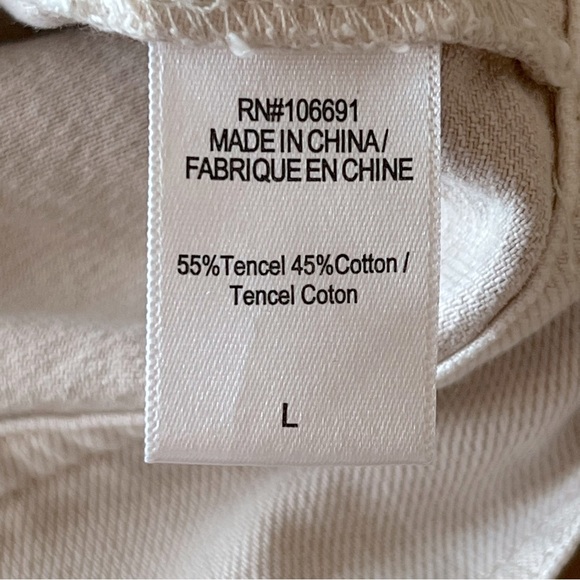 RN#106691
MADE IN CHINA/
FABRIQUE EN CHINE
55%Tencel 45%Cotton /
Tencel Coton
L